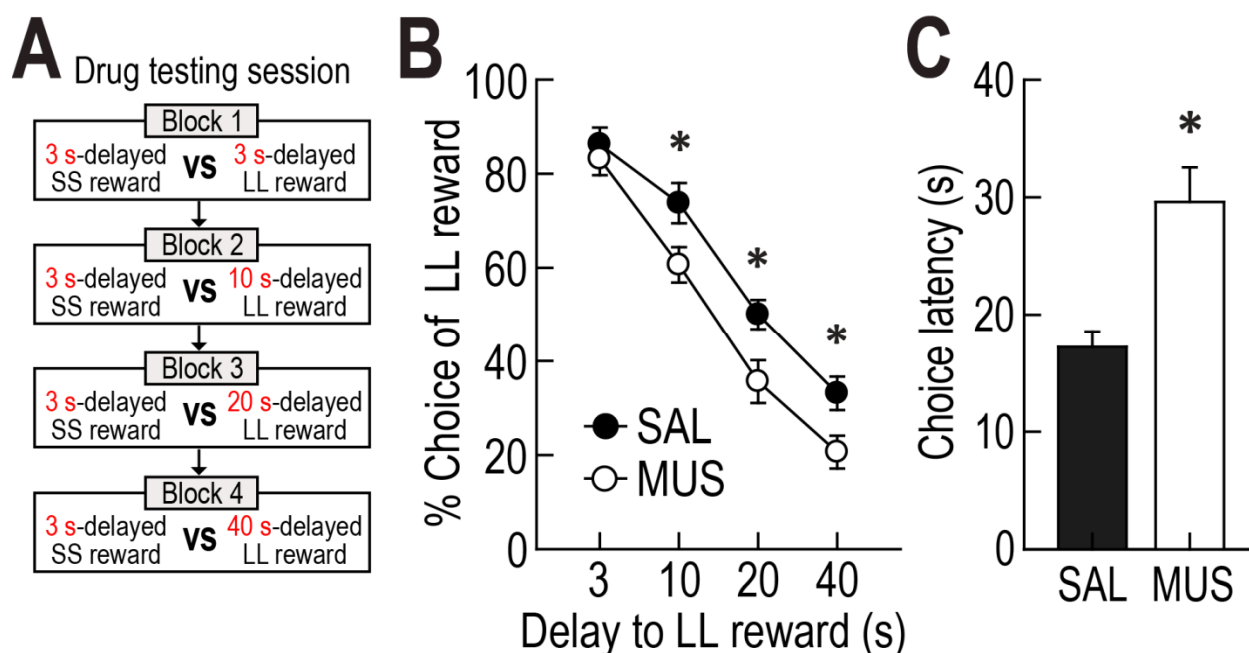 A
Drug testing session
Block 1
3 s-delayed SS reward
VS
3 s-delayed LL reward
Block 2
3 s-delayed SS reward
VS
10 s-delayed LL reward
Block 3
3 s-delayed SS reward
VS
20 s-delayed LL reward
Block 4
3 s-delayed SS reward
VS
40 s-delayed LL reward
B
% Choice of LL reward
100
80
60
40
20
0
*
*
*
SAL
MUS
3 10 20 40
Delay to LL reward (s)
C
Choice latency (s)
40
30
20
10
0
*
SAL MUS